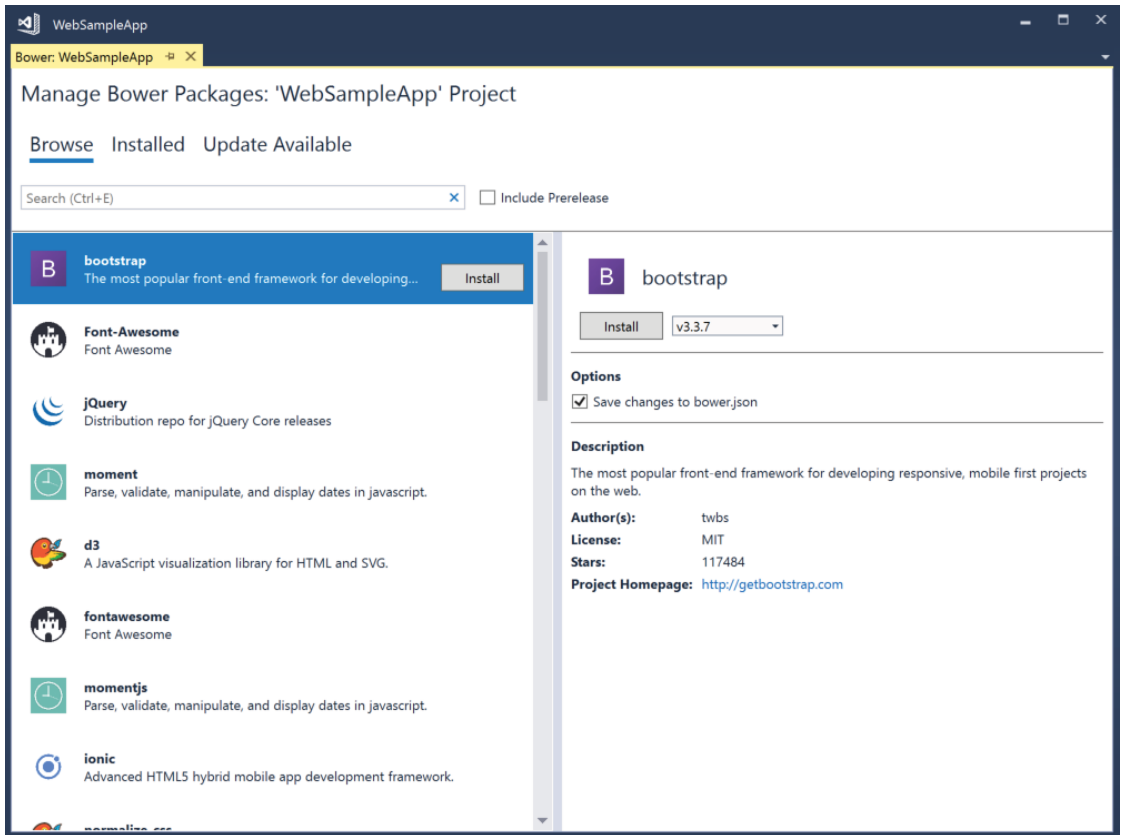 WebSampleApp
Bower: WebSampleApp
Manage Bower Packages: 'WebSampleApp' Project
Browse Installed Update Available
Search (Ctrl+E)
Include Prerelease
B
bootstrap
The most popular front-end framework for developing...
Install
Font-Awesome
Font Awesome
jQuery
Distribution repo for jQuery Core releases
moment
Parse, validate, manipulate, and display dates in javascript.
d3
A JavaScript visualization library for HTML and SVG.
fontawesome
Font Awesome
momentjs
Parse, validate, manipulate, and display dates in javascript.
ionic
Advanced HTML5 hybrid mobile app development framework.
normalize-css
B bootstrap
Install v3.3.7
Options
Save changes to bower.json
Description
The most popular front-end framework for developing responsive, mobile first projects
on the web.
Author(s): twbs
License: MIT
Stars: 117484
Project Homepage: http://getbootstrap.com